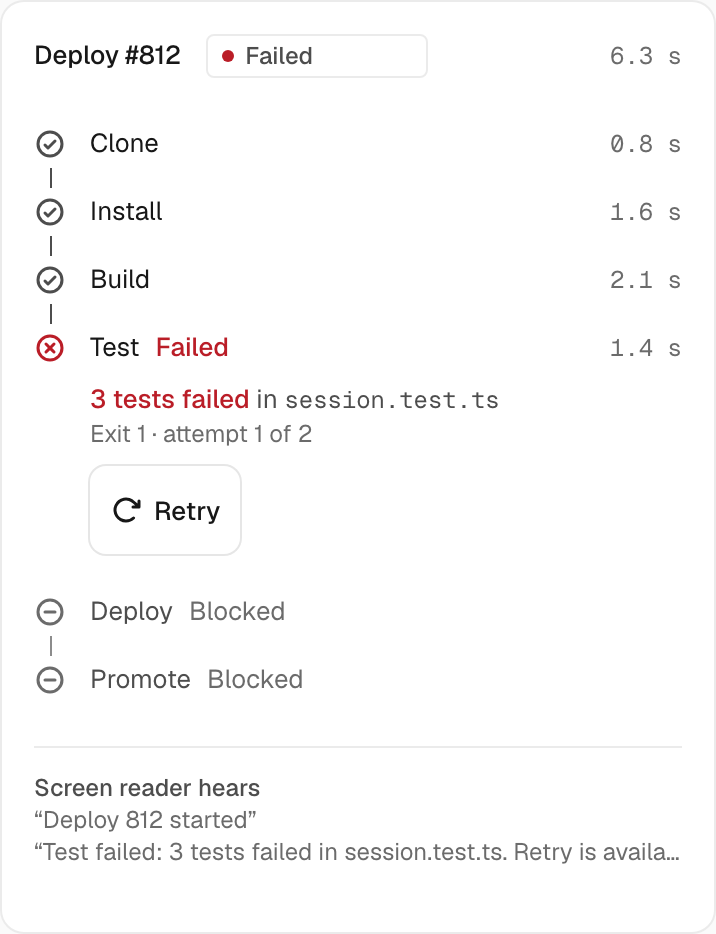 Deploy #812 Failed 6.3 s
Clone 0.8 s
Install 1.6 s
Build 2.1 s
Test Failed 1.4 s
3 tests failed in session.test.ts
Exit 1 · attempt 1 of 2
Retry
Deploy Blocked
Promote Blocked
Screen reader hears
“Deploy 812 started”
“Test failed: 3 tests failed in session.test.ts. Retry is availa…